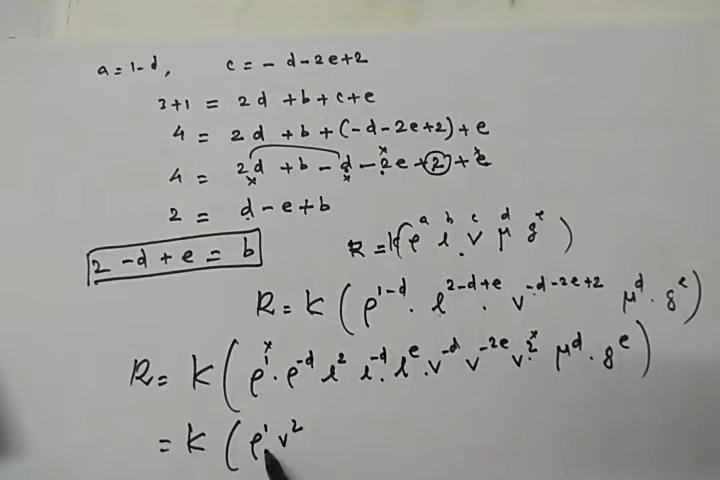 a = 1-d, c = -d-2e+2
3+1 = 2d +b+c+e
4 = 2d +b+(-d-2e+2)+e
4 = 2d +b-d-2e+2+e
2 = d-e+b
2-d+e = b
R = k(ρ^a l^b . v^c μ^d g^e)
R = K (ρ^1-d . l^2-d+e . v^-d-2e+2 μ^d . g^e)
R = K (ρ^1 . ρ^-d l^2 l^-d . l^e . v^-d v^-2e v^2 . μ^d . g^e)
= K (ρ^1 v^2